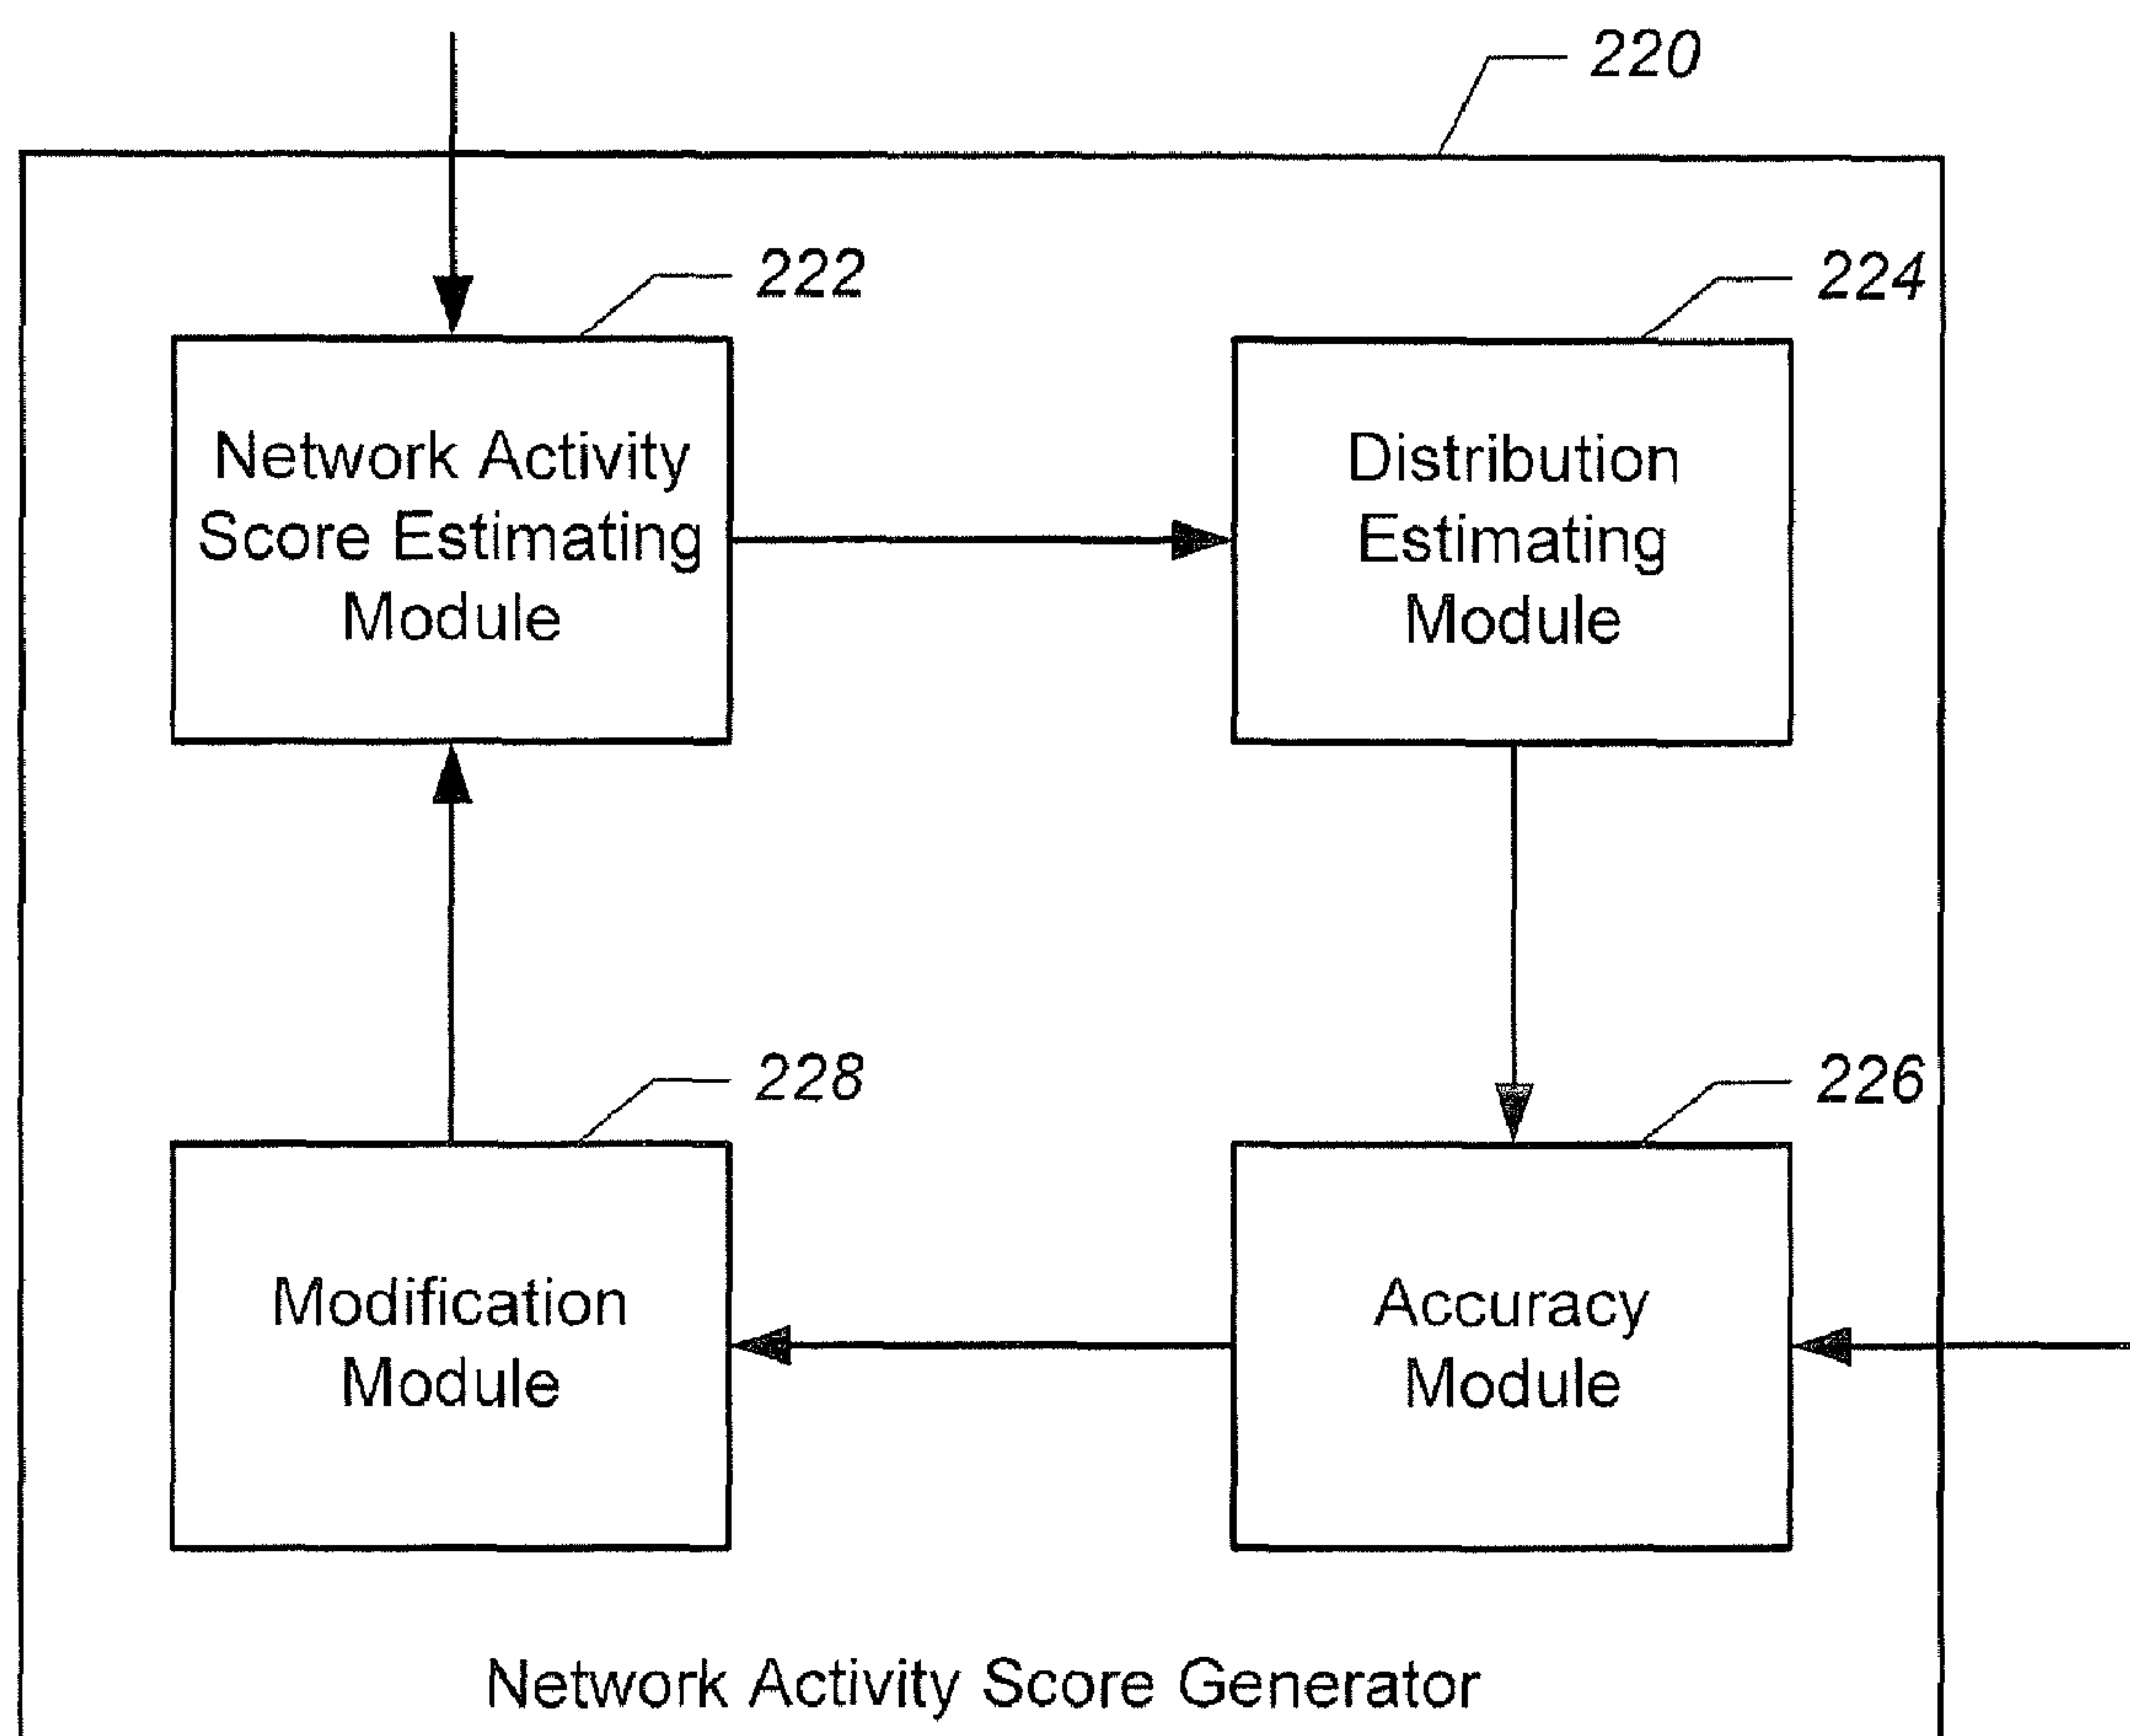 220
222
224
Network Activity
Score Estimating
Module
Distribution
Estimating
Module
228
226
Modification
Module
Accuracy
Module
Network Activity Score Generator